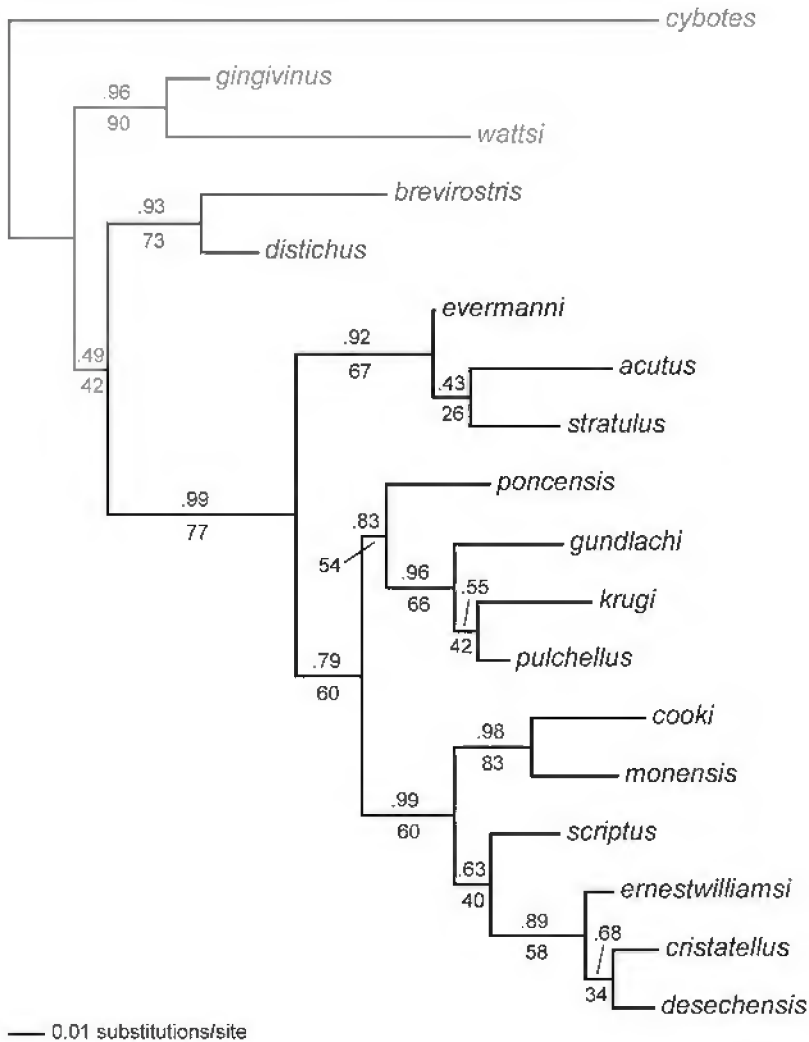 cybotes
gingivinus
.96
90
wattsi
brevirostris
.93
73
distichus
evermanni
.92
67
acutus
.43
26
stratulus
.49
42
poncensis
.99
77
.83
54
gundlachi
.96
66
.55
krugi
42
pulchellus
.79
60
cooki
.98
83
monensis
.99
60
scriptus
.63
40
ernestwilliamsi
.89
58
.68
cristatellus
34
desechensis
0.01 substitutions/site